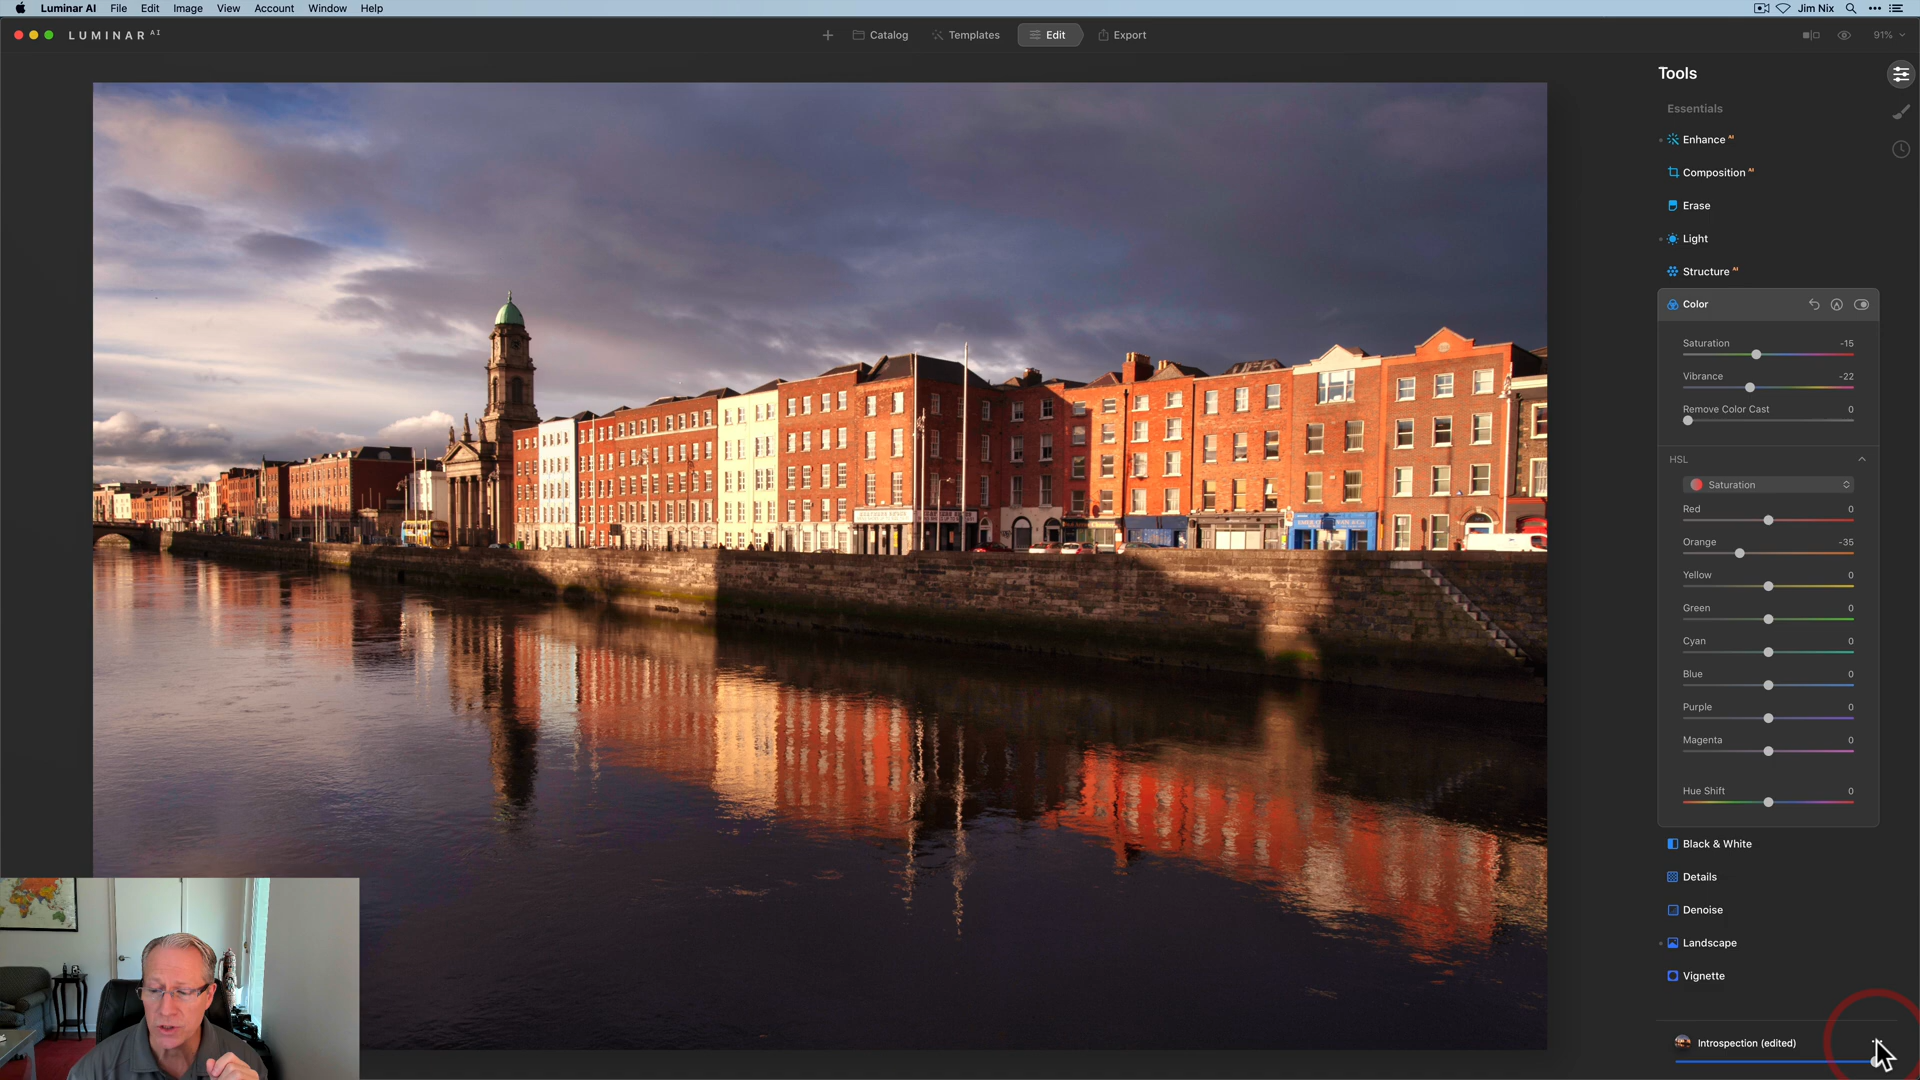 Luminar AI File Edit Image View Account Window Help Jim Nix
LUMINAR AI
+ Catalog Templates Edit Export 91%
Tools
Essentials
Enhance AI
Composition AI
Erase
Light
Structure AI
Color
Saturation -15
Vibrance -22
Remove Color Cast 0
HSL
Saturation
Red 0
Orange -35
Yellow 0
Green 0
Cyan 0
Blue 0
Purple 0
Magenta 0
Hue Shift 0
Black & White
Details
Denoise
Landscape
Vignette
Introspection (edited)